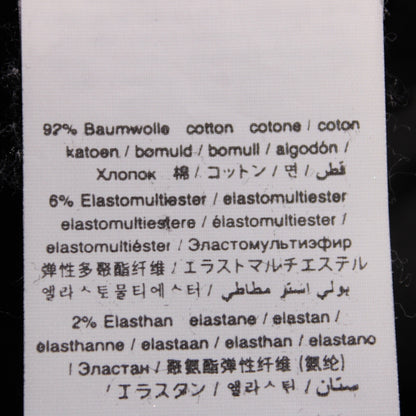 92% Baumwolle cotton cotone / coton
katoen / bomuld / bomull / algodón /
Хлопок 棉 / コットン / 면 / قطن
6% Elastomultiester / elastomultiester
elastomultiestere / élastomultiester /
elastomultiéster / Эластомультиэфир
弹性多聚酯纤维 / エラストマルチエステル
엘라스토물티에스터 / بولي استر مطاطي
2% Elasthan elastane / elastan /
elasthanne / elastaan / elasthan / elastano
/ Эластан / 聚氨酯弹性纤维 (氨纶)
/ エラスタン / 엘라스틴 / ستان